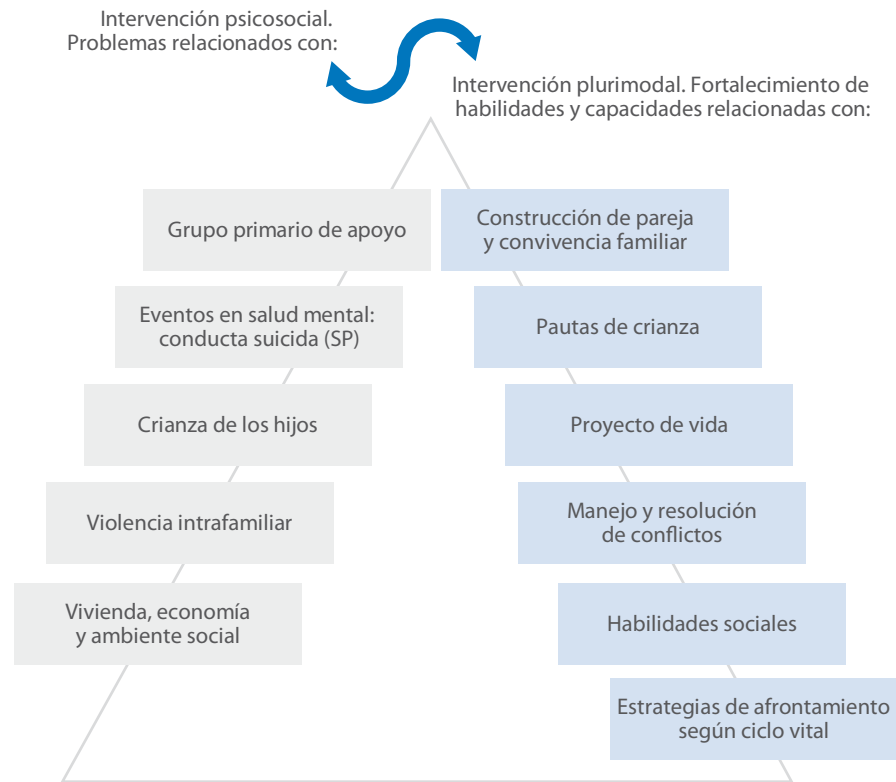 Intervención psicosocial.
Problemas relacionados con:
Intervención plurimodal. Fortalecimiento de
habilidades y capacidades relacionadas con:
Grupo primario de apoyo
Construcción de pareja
y convivencia familiar
Eventos en salud mental:
conducta suicida (SP)
Pautas de crianza
Crianza de los hijos
Proyecto de vida
Violencia intrafamiliar
Manejo y resolución
de conflictos
Vivienda, economía
y ambiente social
Habilidades sociales
Estrategias de afrontamiento
según ciclo vital